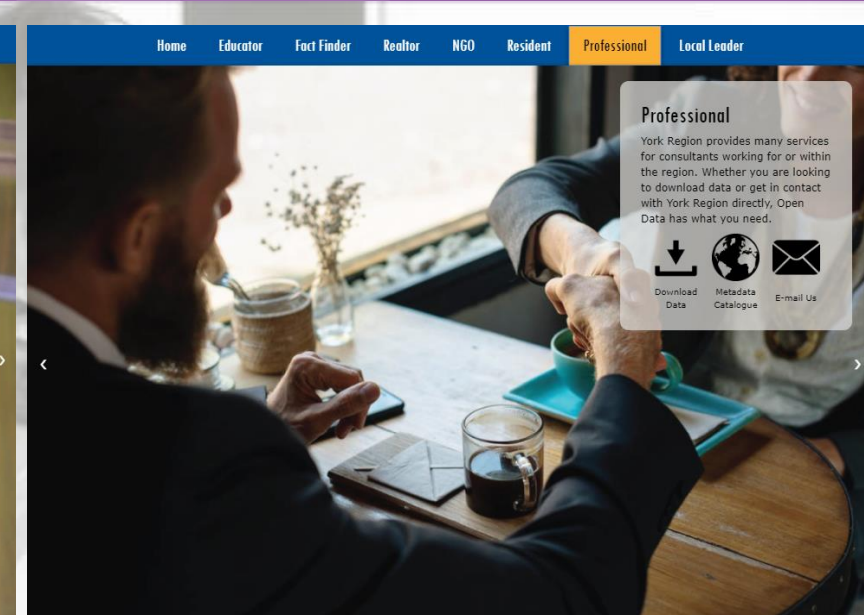 Home Educator Fact Finder Realtor NGO Resident Professional Local Leader
Professional
York Region provides many services
for consultants working for or within
the region. Whether you are looking
to download data or get in contact
with York Region directly, Open
Data has what you need.
Download Data
Metadata Catalogue
E-mail Us